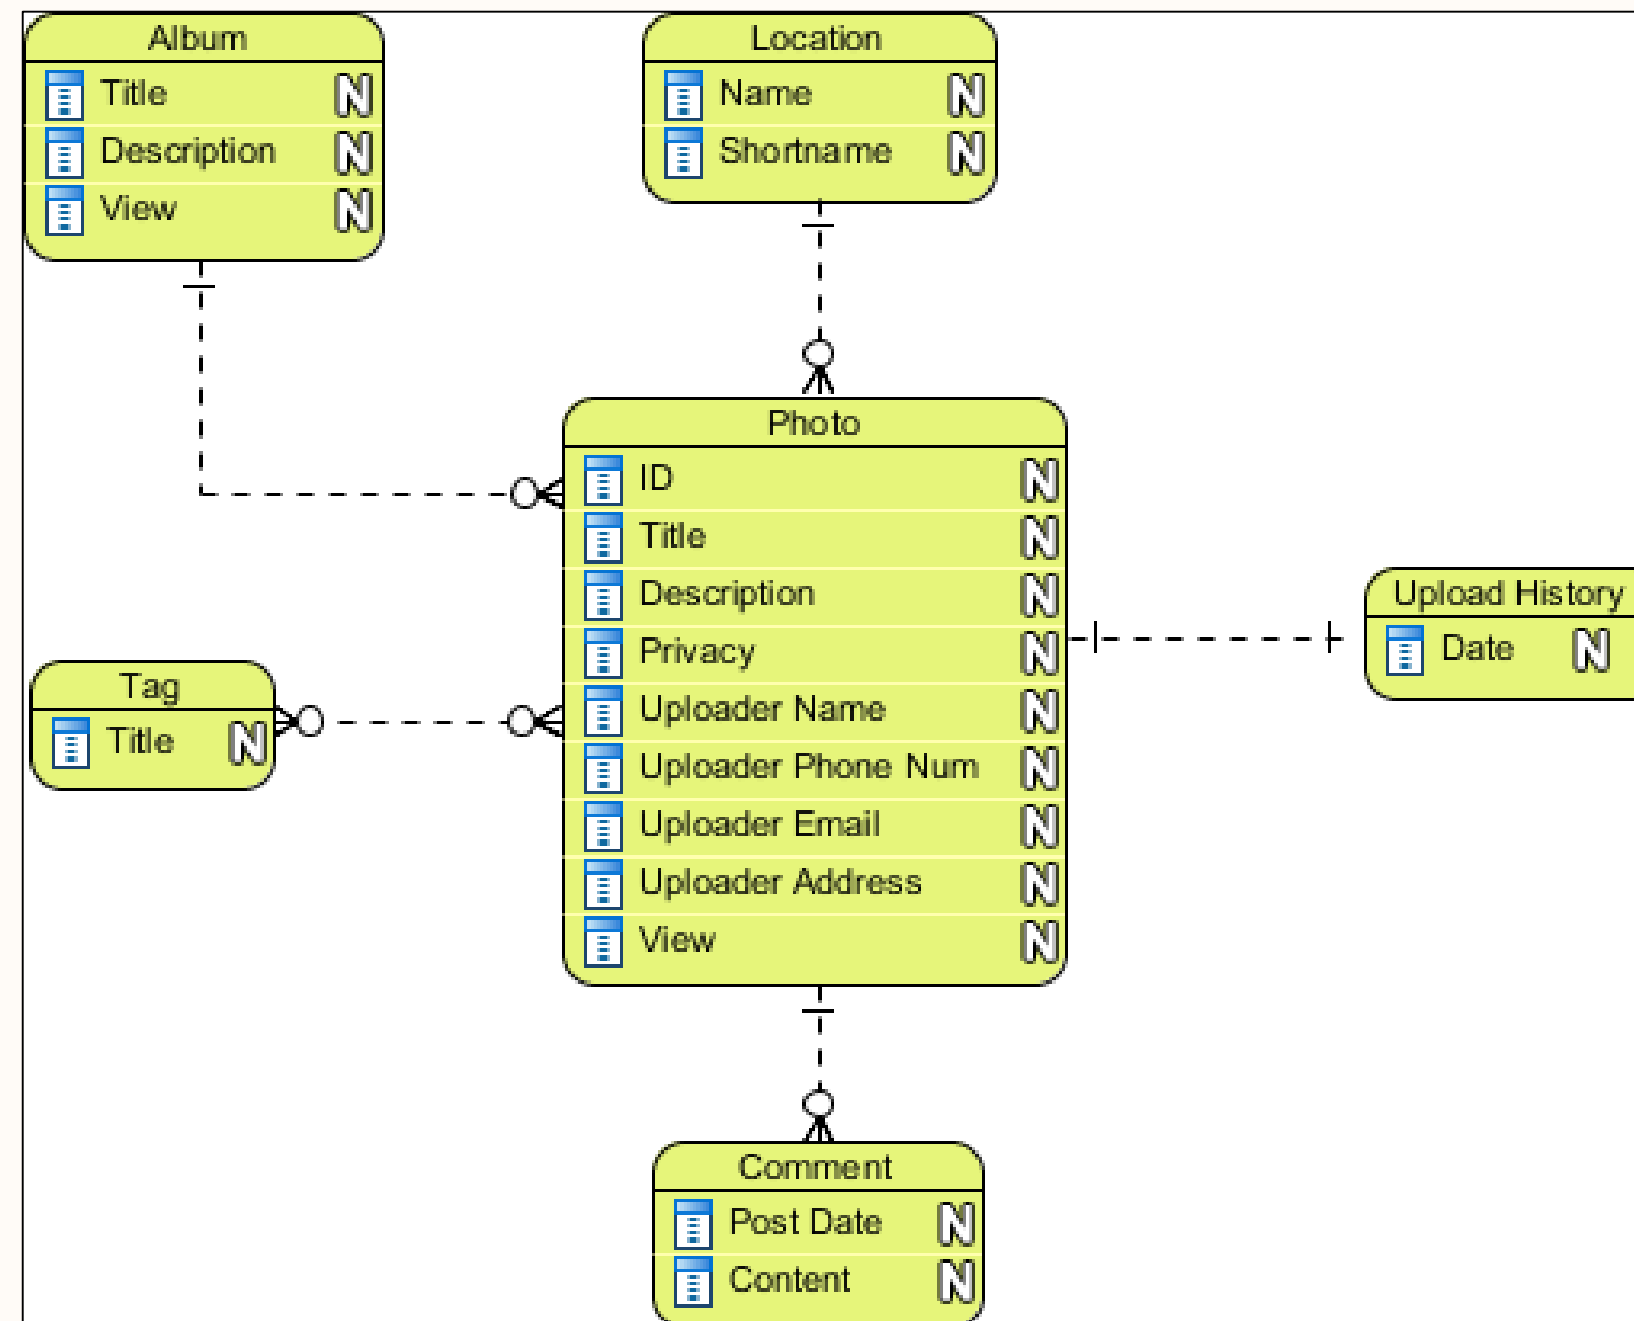 Album
Title N
Description N
View N
Location
Name N
Shortname N
Photo
ID N
Title N
Description N
Privacy N
Uploader Name N
Uploader Phone Num N
Uploader Email N
Uploader Address N
View N
Upload History
Date N
Tag
Title N
Comment
Post Date N
Content N